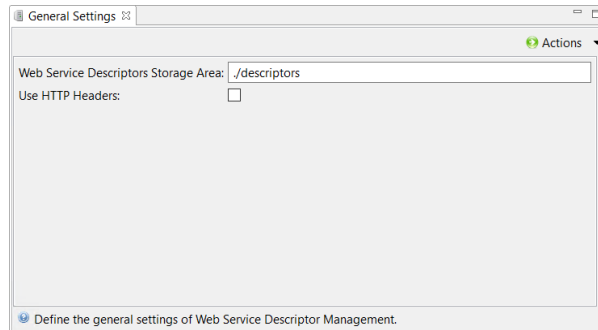 General Settings
Actions
Web Service Descriptors Storage Area: ./descriptors
Use HTTP Headers:
Define the general settings of Web Service Descriptor Management.